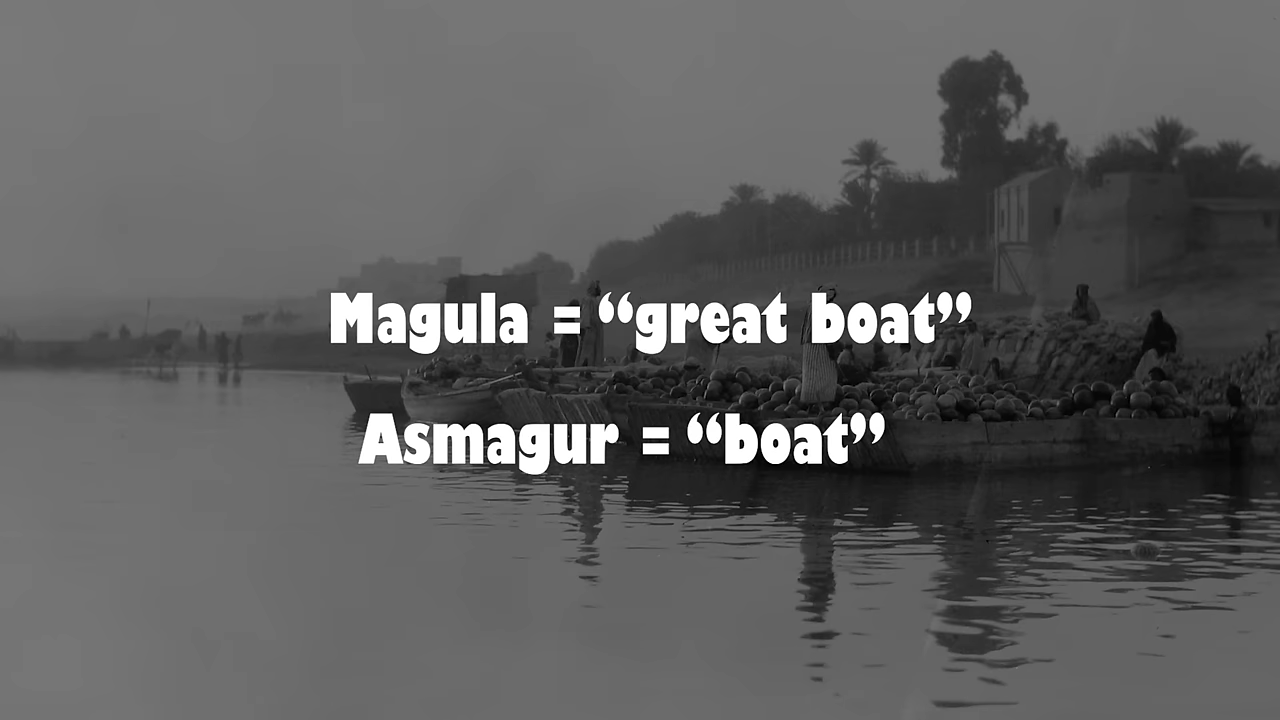 Magula = “great boat”
Asmagur = “boat”